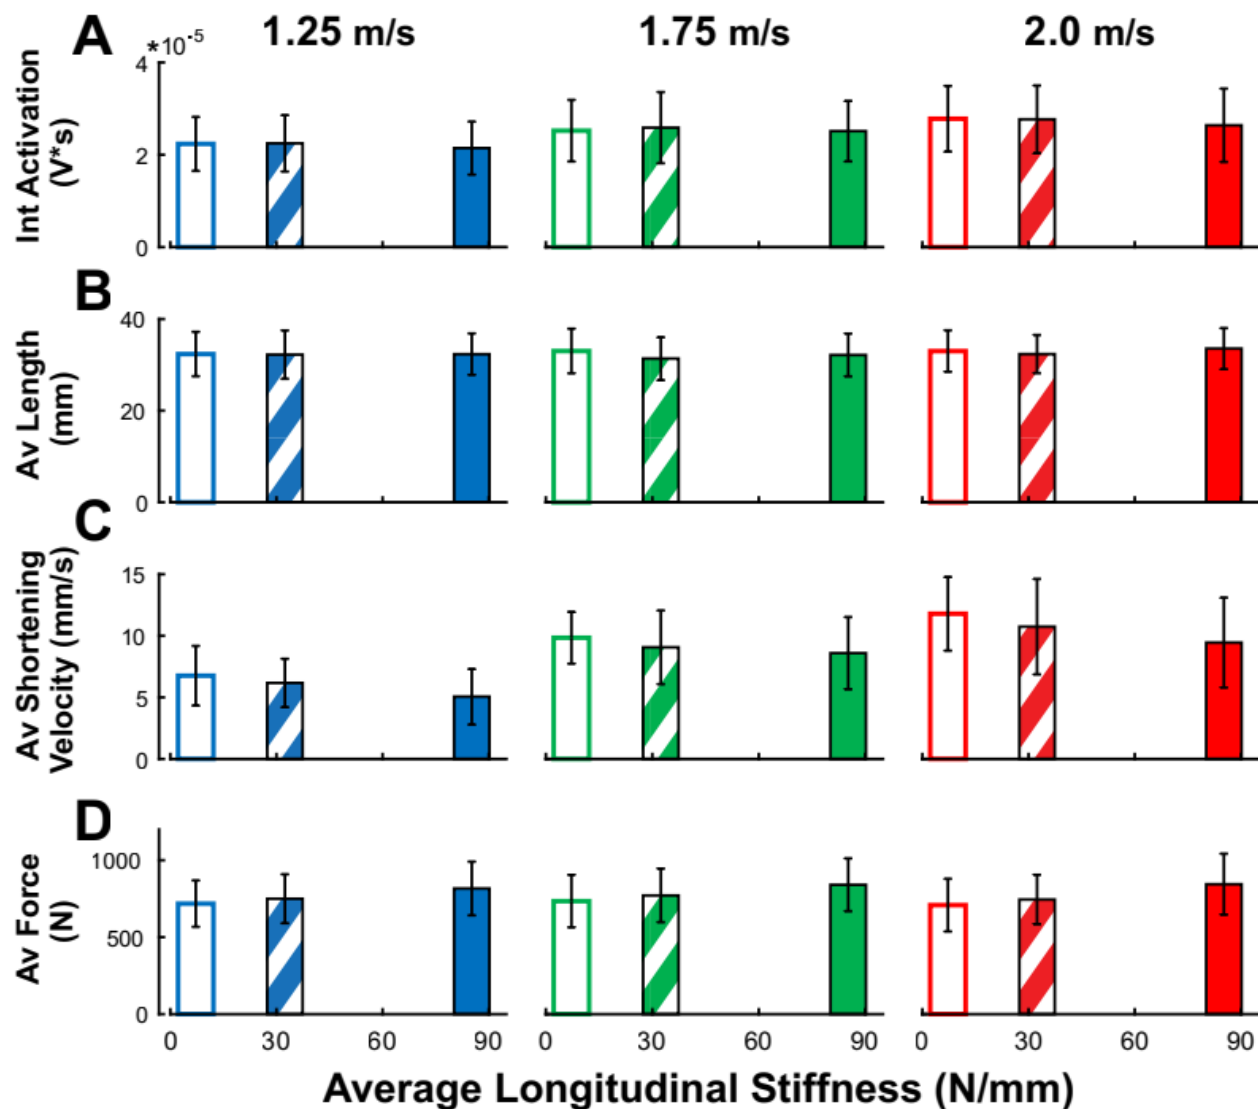 A 1.25 m/s 1.75 m/s 2.0 m/s
*10^-5
Int Activation
(V*s)
4
2
0
B
Av Length
(mm)
40
20
0
C
Av Shortening
Velocity (mm/s)
15
10
5
0
D
Av Force
(N)
1000
500
0
0 30 60 90 0 30 60 90 0 30 60 90
Average Longitudinal Stiffness (N/mm)